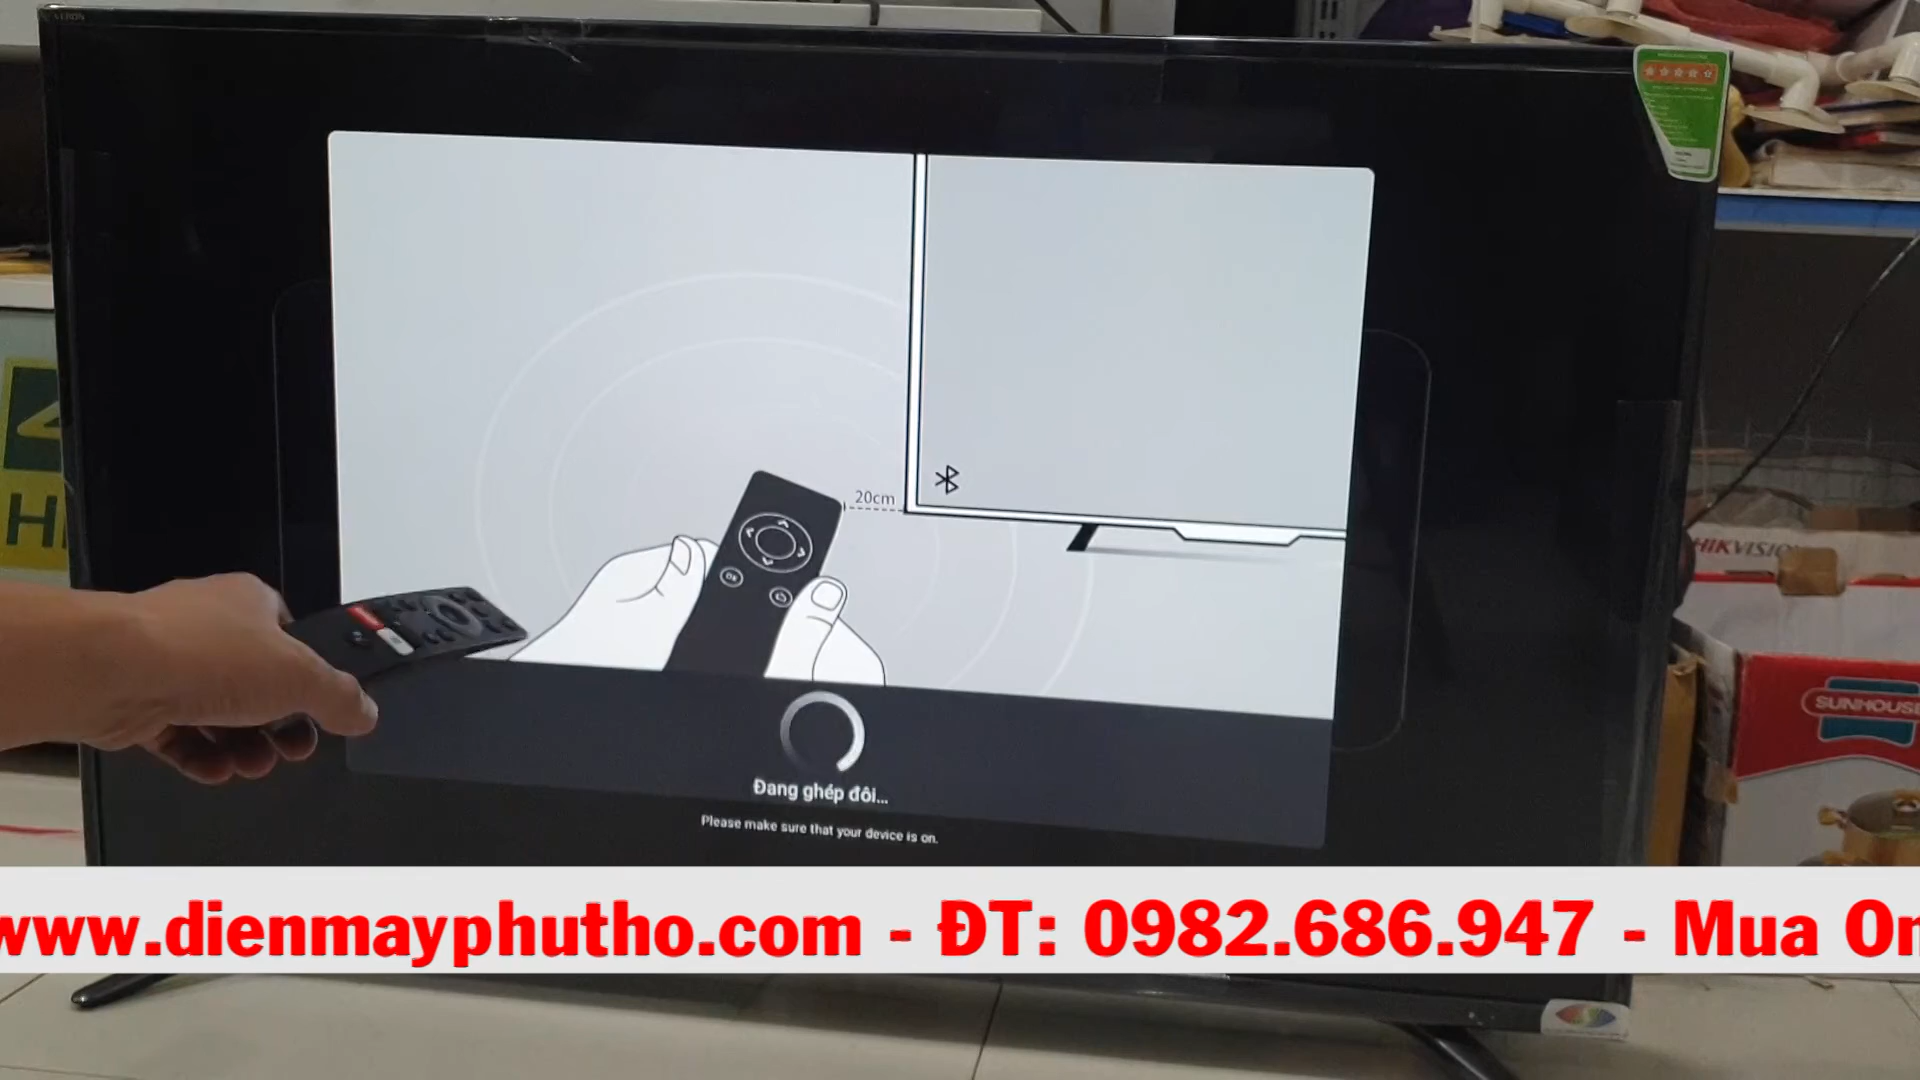 20cm
OK
Đang ghép đôi...
Please make sure that your device is on.
HIKVISION
SUNHOUSE
www.dienmayphutho.com - ĐT: 0982.686.947 - Mua On